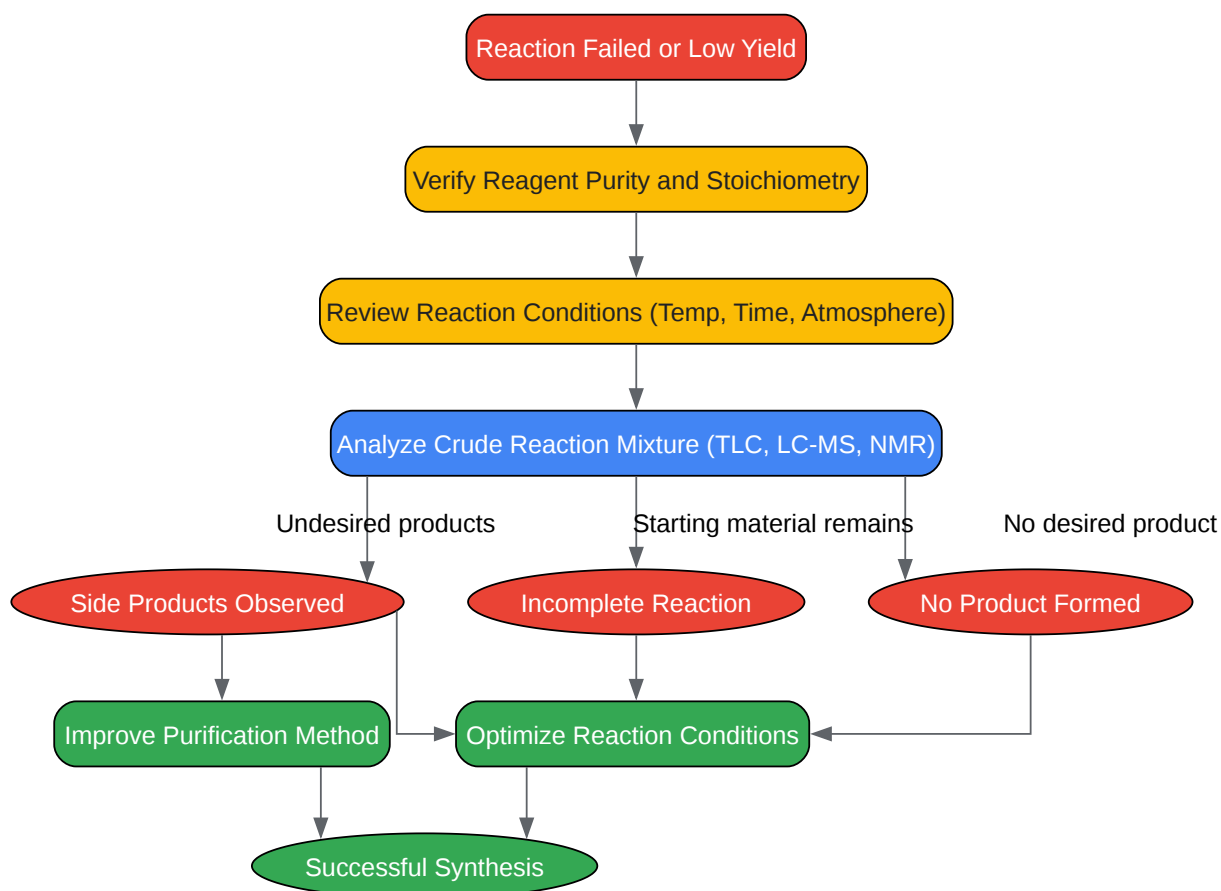 Reaction Failed or Low Yield
Verify Reagent Purity and Stoichiometry
Review Reaction Conditions (Temp, Time, Atmosphere)
Analyze Crude Reaction Mixture (TLC, LC-MS, NMR)
Undesired products
Starting material remains
No desired product
Side Products Observed
Incomplete Reaction
No Product Formed
Improve Purification Method
Optimize Reaction Conditions
Successful Synthesis